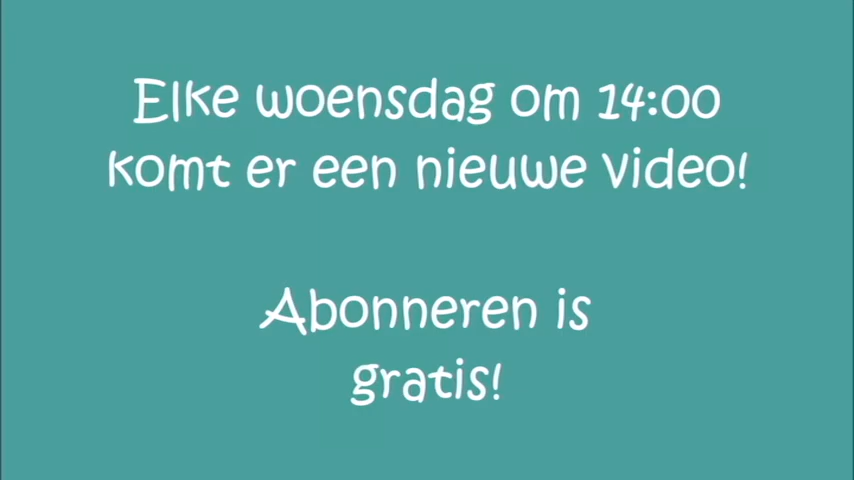 Elke woensdag om 14:00
komt er een nieuwe video!
Abonneren is
gratis!